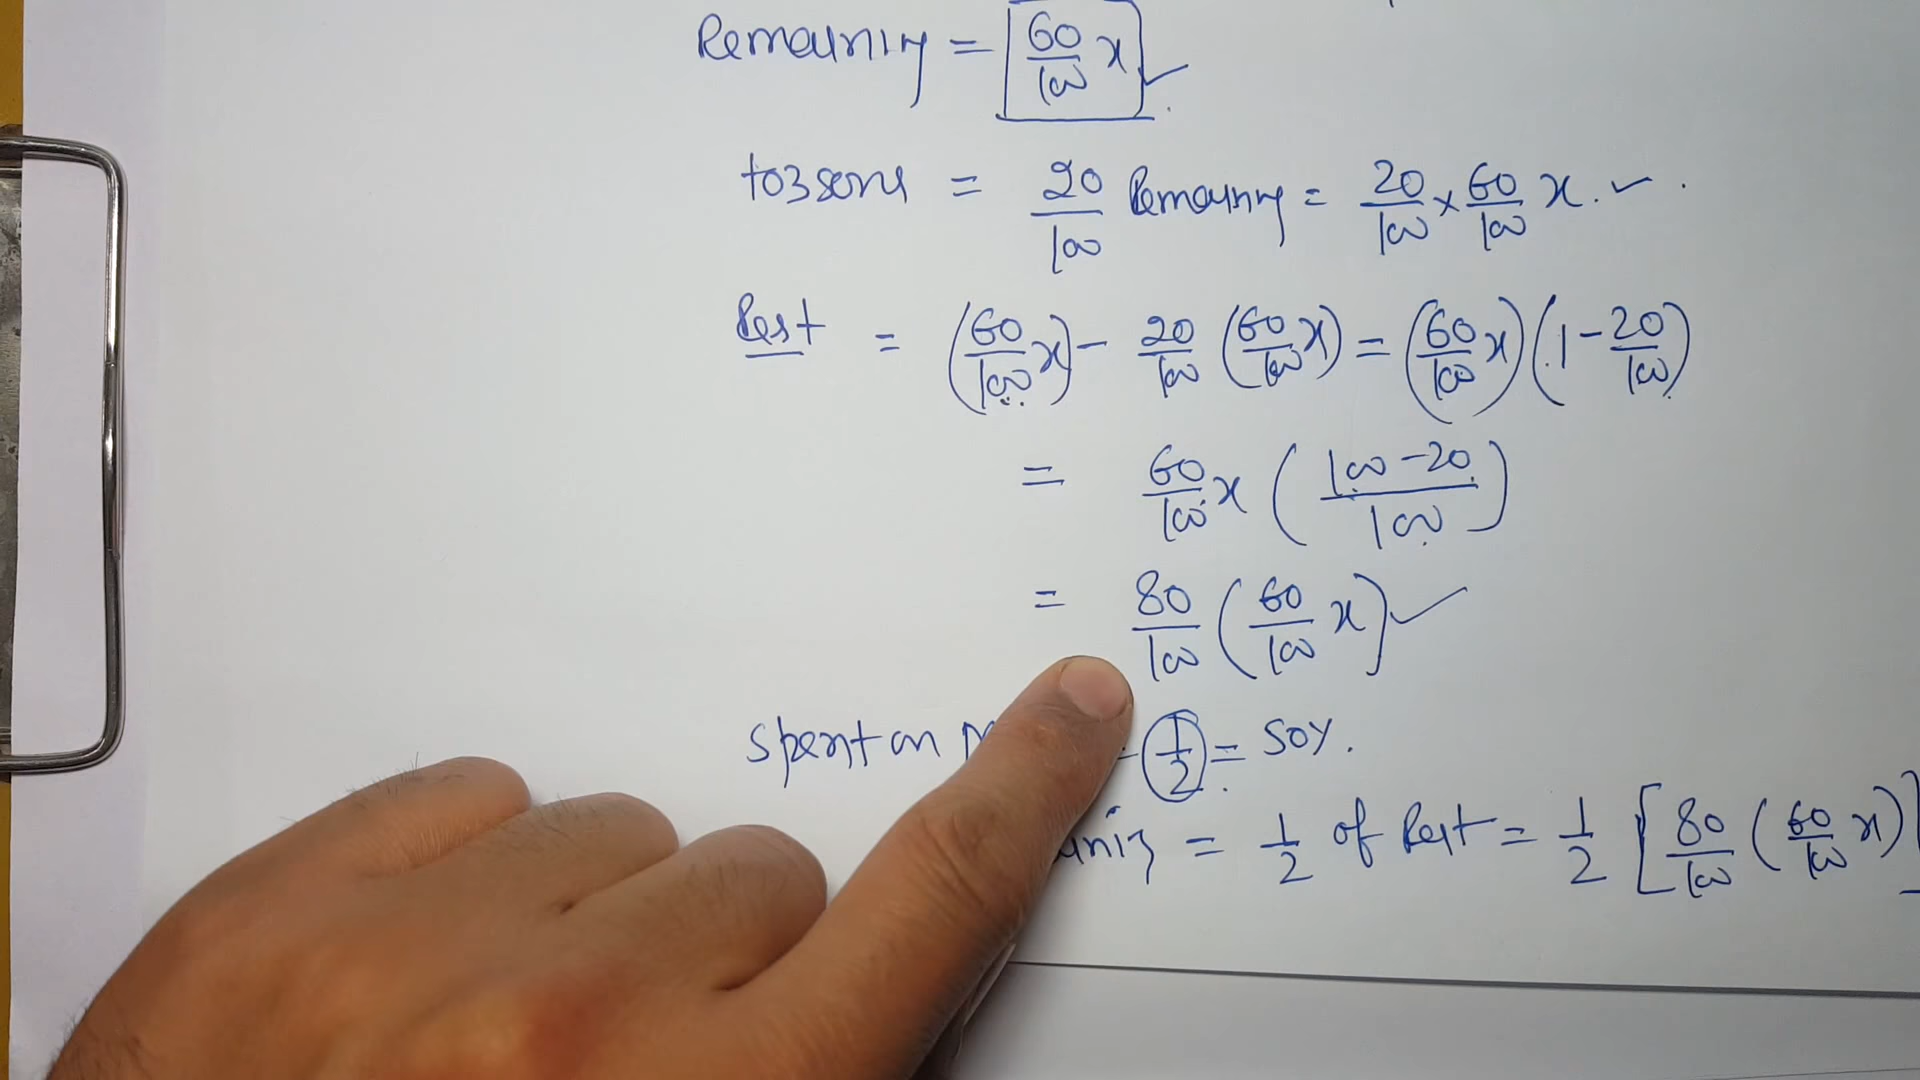 Remaining = 60/100 x ✓
to 3 sons = 20/100 Remaining = 20/100 × 60/100 x. ✓
Rest = (60/100 x) - 20/100 (60/100 x) = (60/100 x) (1 - 20/100)
= 60/100 x (100 - 20 / 100)
= 80/100 (60/100 x) ✓
spent on 1/2 = 50%.
= 1/2 of Rest = 1/2 [80/100 (60/100 x)]